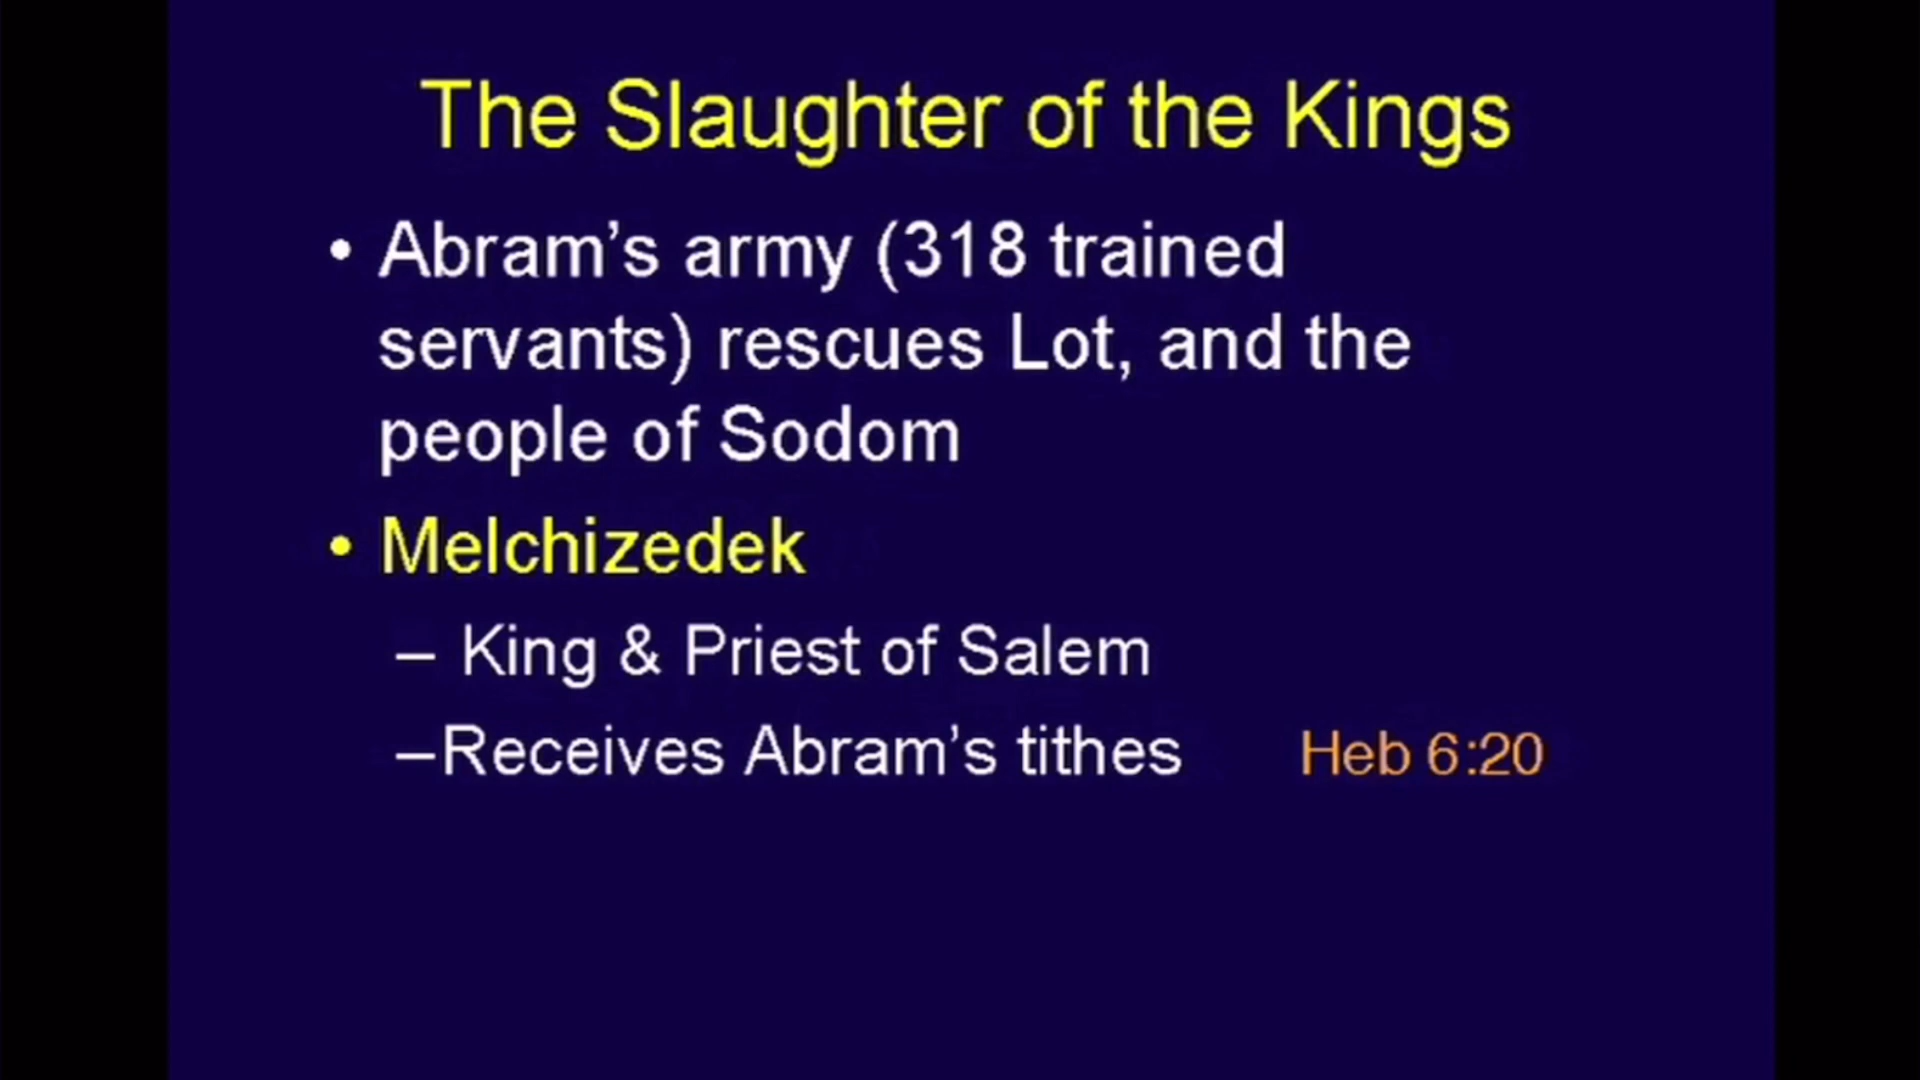 The Slaughter of the Kings
• Abram’s army (318 trained
servants) rescues Lot, and the
people of Sodom
• Melchizedek
– King & Priest of Salem
–Receives Abram’s tithes Heb 6:20